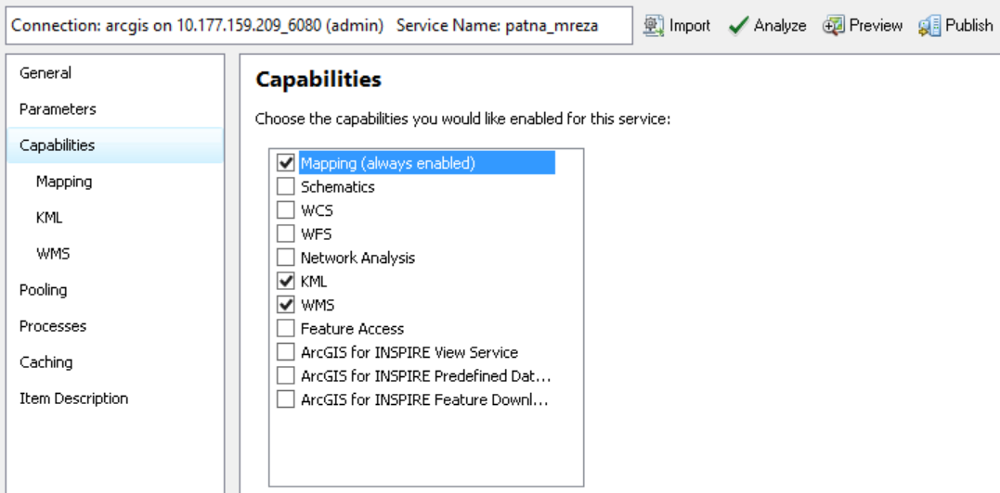 Connection: arcgis on 10.177.159.209_6080 (admin) Service Name: patna_mreza
Import
Analyze
Preview
Publish
General
Parameters
Capabilities
Mapping
KML
WMS
Pooling
Processes
Caching
Item Description
Capabilities
Choose the capabilities you would like enabled for this service:
Mapping (always enabled)
Schematics
WCS
WFS
Network Analysis
KML
WMS
Feature Access
ArcGIS for INSPIRE View Service
ArcGIS for INSPIRE Predefined Dat...
ArcGIS for INSPIRE Feature Downl...